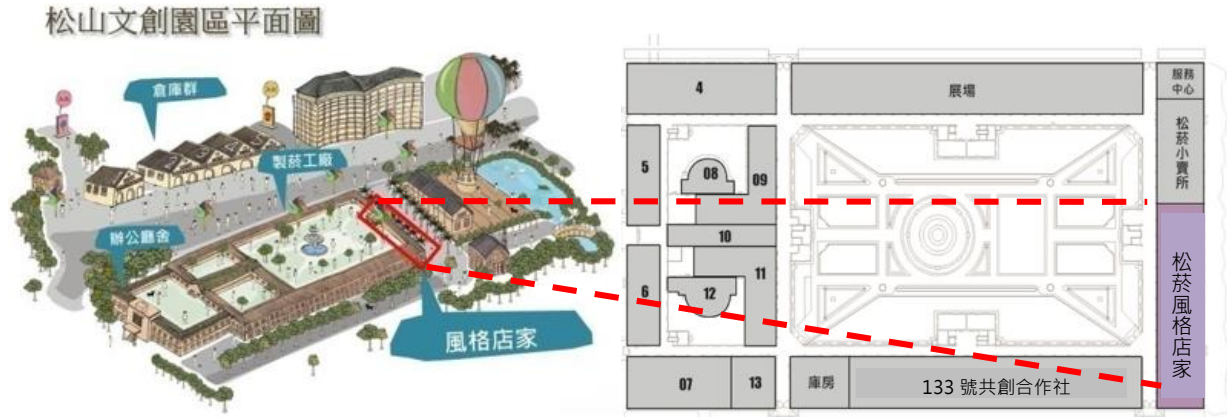 松山文創園區平面圖
倉庫群
製菸工廠
辦公廳舍
風格店家
4
展場
服務
中心
5
08
09
松菸小賣所
10
6
12
11
松菸風格店家
07
13
庫房
133 號共創合作社